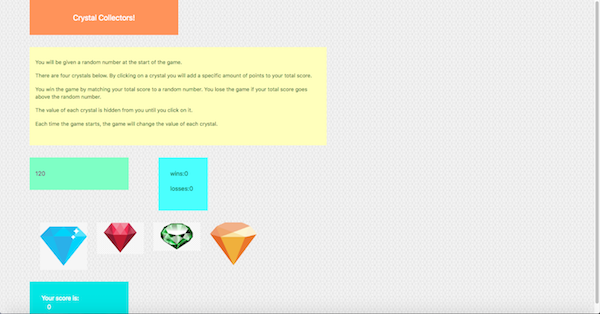 Crystal Collectors!
You will be given a random number at the start of the game.
There are four crystals below. By clicking on a crystal you will add a specific amount of points to your total score.
You win the game by matching your total score to a random number. You lose the game if your total score goes
above the random number.
The value of each crystal is hidden from you until you click on it.
Each time the game starts, the game will change the value of each crystal.
120
wins:0
losses:0
Your score is:
0